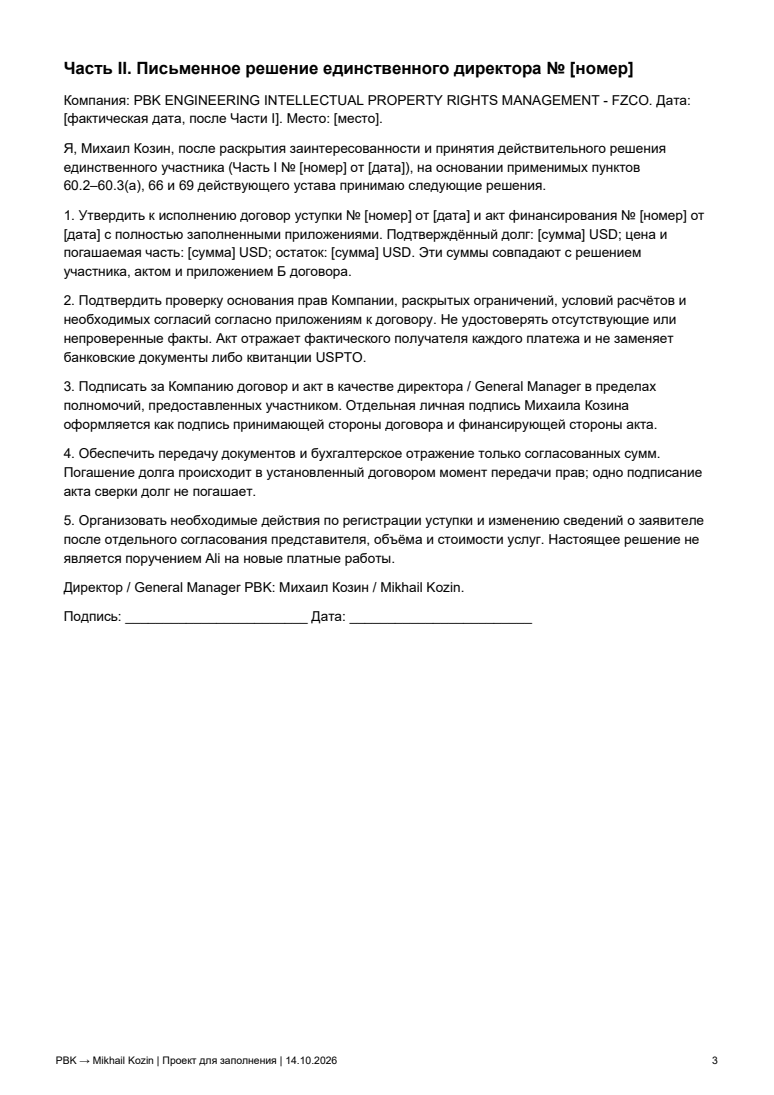 Часть II. Письменное решение единственного директора № [номер]
Компания: PBK ENGINEERING INTELLECTUAL PROPERTY RIGHTS MANAGEMENT - FZCO. Дата:
[фактическая дата, после Части I]. Место: [место].
Я, Михаил Козин, после раскрытия заинтересованности и принятия действительного решения
единственного участника (Часть I № [номер] от [дата]), на основании применимых пунктов
60.2–60.3(a), 66 и 69 действующего устава принимаю следующие решения.
1. Утвердить к исполнению договор уступки № [номер] от [дата] и акт финансирования № [номер] от
[дата] с полностью заполненными приложениями. Подтверждённый долг: [сумма] USD; цена и
погашаемая часть: [сумма] USD; остаток: [сумма] USD. Эти суммы совпадают с решением
участника, актом и приложением Б договора.
2. Подтвердить проверку основания прав Компании, раскрытых ограничений, условий расчётов и
необходимых согласий согласно приложениям к договору. Не удостоверять отсутствующие или
непроверенные факты. Акт отражает фактического получателя каждого платежа и не заменяет
банковские документы либо квитанции USPTO.
3. Подписать за Компанию договор и акт в качестве директора / General Manager в пределах
полномочий, предоставленных участником. Отдельная личная подпись Михаила Козина
оформляется как подпись принимающей стороны договора и финансирующей стороны акта.
4. Обеспечить передачу документов и бухгалтерское отражение только согласованных сумм.
Погашение долга происходит в установленный договором момент передачи прав; одно подписание
акта сверки долг не погашает.
5. Организовать необходимые действия по регистрации уступки и изменению сведений о заявителе
после отдельного согласования представителя, объёма и стоимости услуг. Настоящее решение не
является поручением Ali на новые платные работы.
Директор / General Manager PBK: Михаил Козин / Mikhail Kozin.
Подпись: ________________________ Дата: ________________________
PBK → Mikhail Kozin | Проект для заполнения | 14.10.2026
3